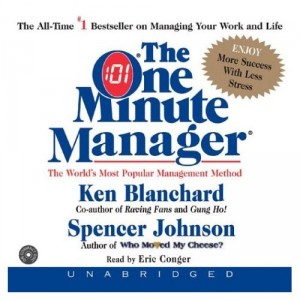 The All-Time #1 Bestseller on Managing Your Work and Life
The
One
Minute
Manager®
ENJOY
More Success
With Less
Stress
The World's Most Popular Management Method
Ken Blanchard
Co-author of Raving Fans and Gung Ho!
Spencer Johnson
Author of Who Moved My Cheese?
Read by Eric Conger
UNABRIDGED